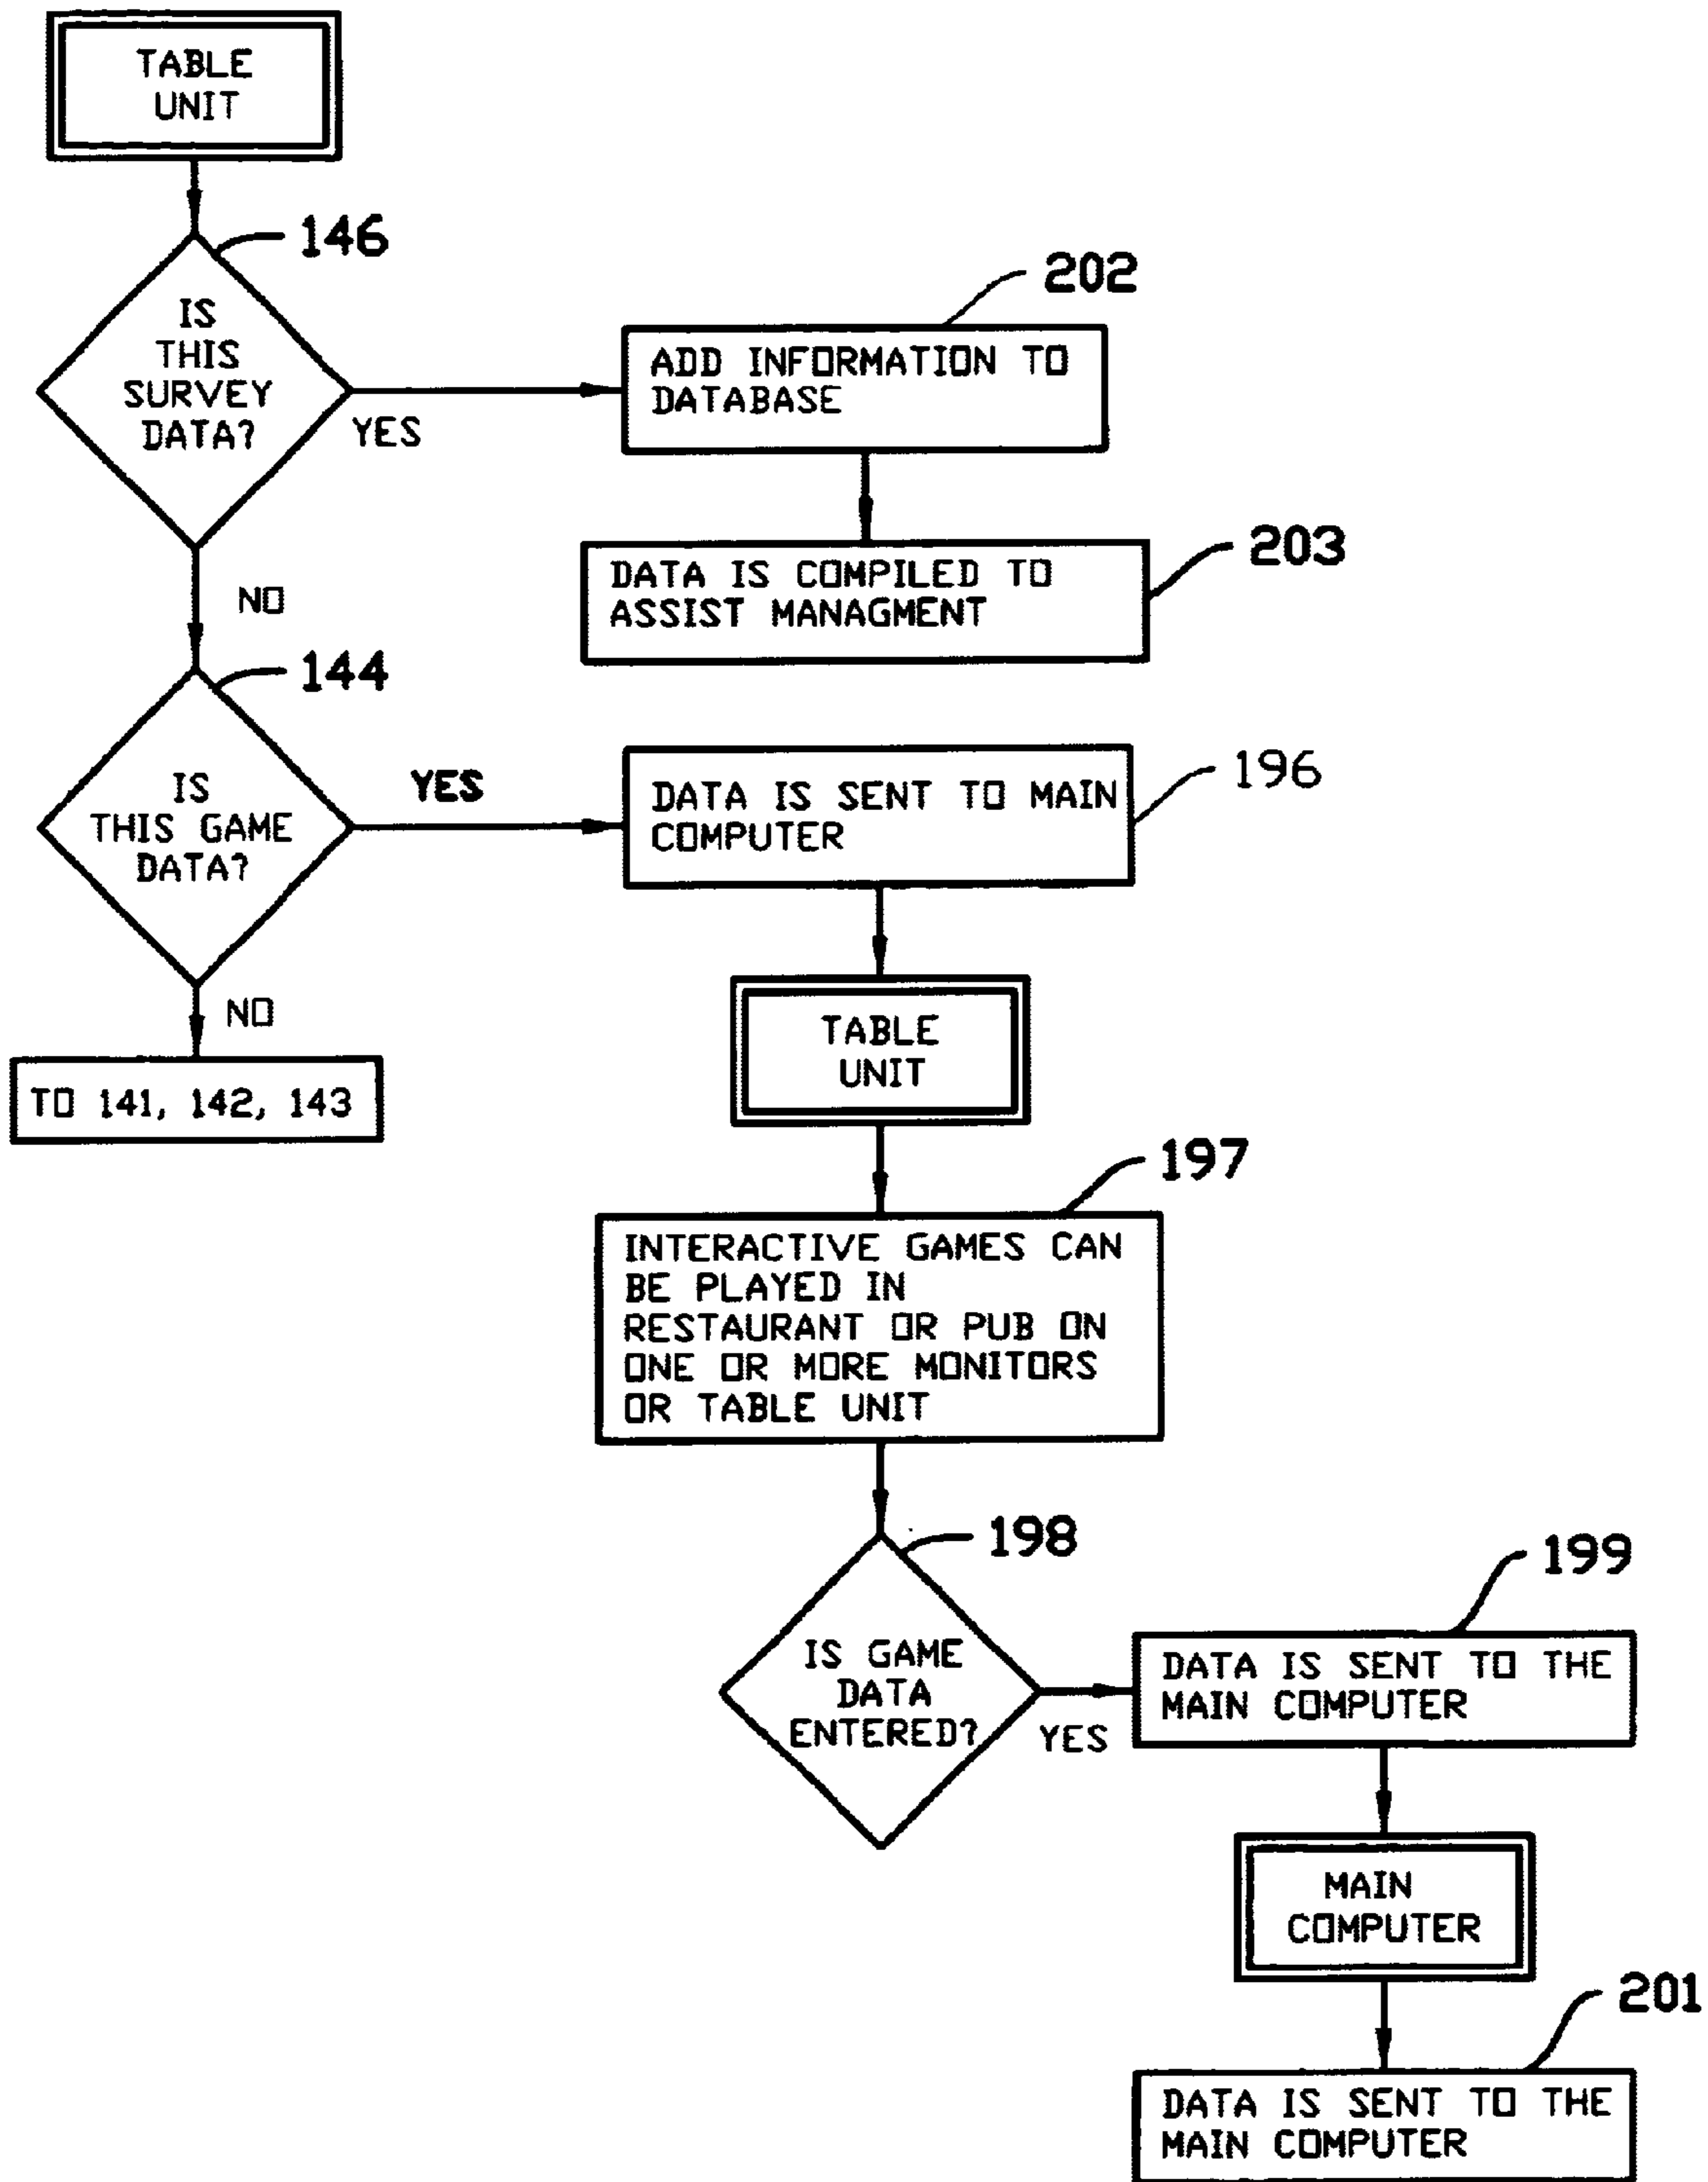 TABLE
UNIT
146
IS
THIS
SURVEY
DATA?
YES
202
ADD INFORMATION TO
DATABASE
203
DATA IS COMPILED TO
ASSIST MANAGMENT
NO
144
IS
THIS GAME
DATA?
YES
196
DATA IS SENT TO MAIN
COMPUTER
NO
TO 141, 142, 143
TABLE
UNIT
197
INTERACTIVE GAMES CAN
BE PLAYED IN
RESTAURANT OR PUB ON
ONE OR MORE MONITORS
OR TABLE UNIT
198
IS GAME
DATA
ENTERED?
YES
199
DATA IS SENT TO THE
MAIN COMPUTER
MAIN
COMPUTER
201
DATA IS SENT TO THE
MAIN COMPUTER